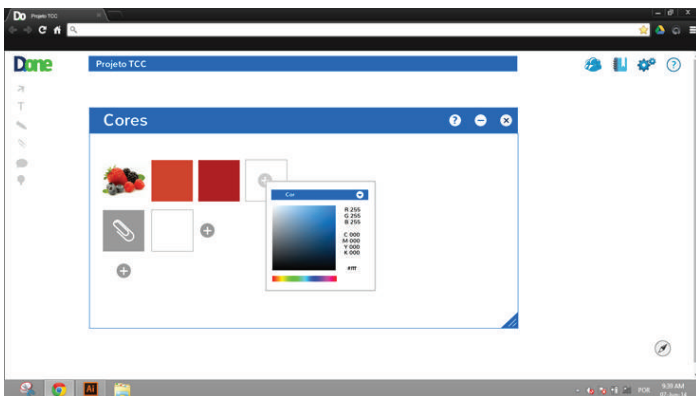 Do Projeto TCC
Done
Projeto TCC
T
Cores
Cor
R 255
G 255
B 255
C 000
M 000
Y 000
K 000
#fff
Ai
POR
9:39 AM